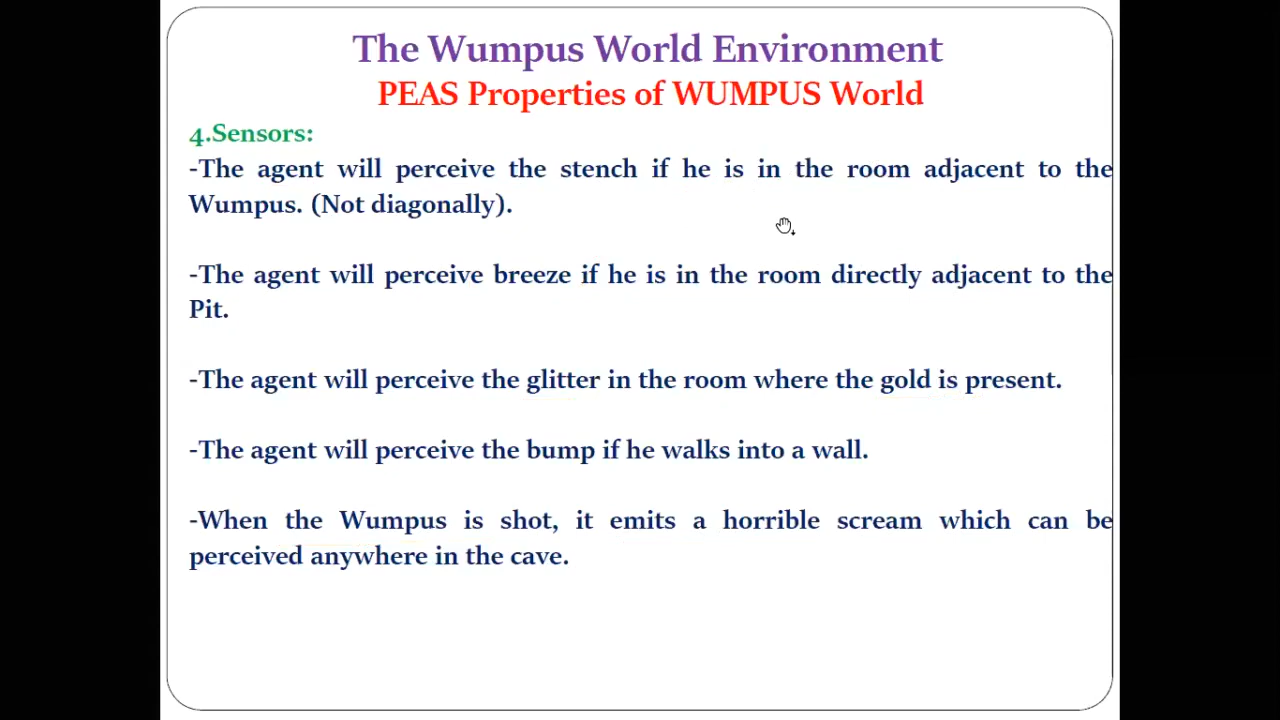 The Wumpus World Environment
PEAS Properties of WUMPUS World
4.Sensors:
-The agent will perceive the stench if he is in the room adjacent to the
Wumpus. (Not diagonally).
-The agent will perceive breeze if he is in the room directly adjacent to the
Pit.
-The agent will perceive the glitter in the room where the gold is present.
-The agent will perceive the bump if he walks into a wall.
-When the Wumpus is shot, it emits a horrible scream which can be
perceived anywhere in the cave.